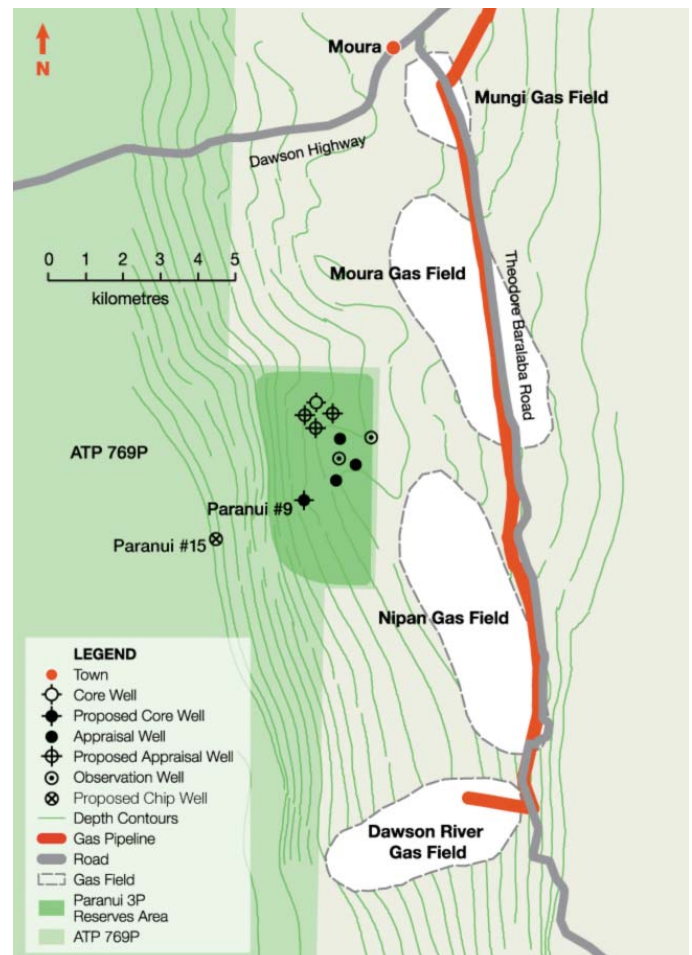 N
Moura
Mungi Gas Field
Dawson Highway
0 1 2 3 4 5
kilometres
Moura Gas Field
Theodore Baralaba Road
ATP 769P
Paranui #9
Paranui #15
Nipan Gas Field
Dawson River
Gas Field
LEGEND
Town
Core Well
Proposed Core Well
Appraisal Well
Proposed Appraisal Well
Observation Well
Proposed Chip Well
Depth Contours
Gas Pipeline
Road
Gas Field
Paranui 3P
Reserves Area
ATP 769P